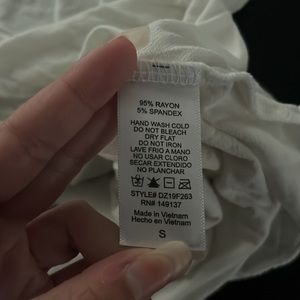 95% RAYON
5% SPANDEX
HAND WASH COLD
DO NOT BLEACH
DRY FLAT
DO NOT IRON
LAVE FRIO A MANO
NO USAR CLORO
SECAR EXTENDIDO
NO PLANCHAR
STYLE# DZ19F263
RN# 149137
Made in Vietnam
Hecho en Vietnam
S